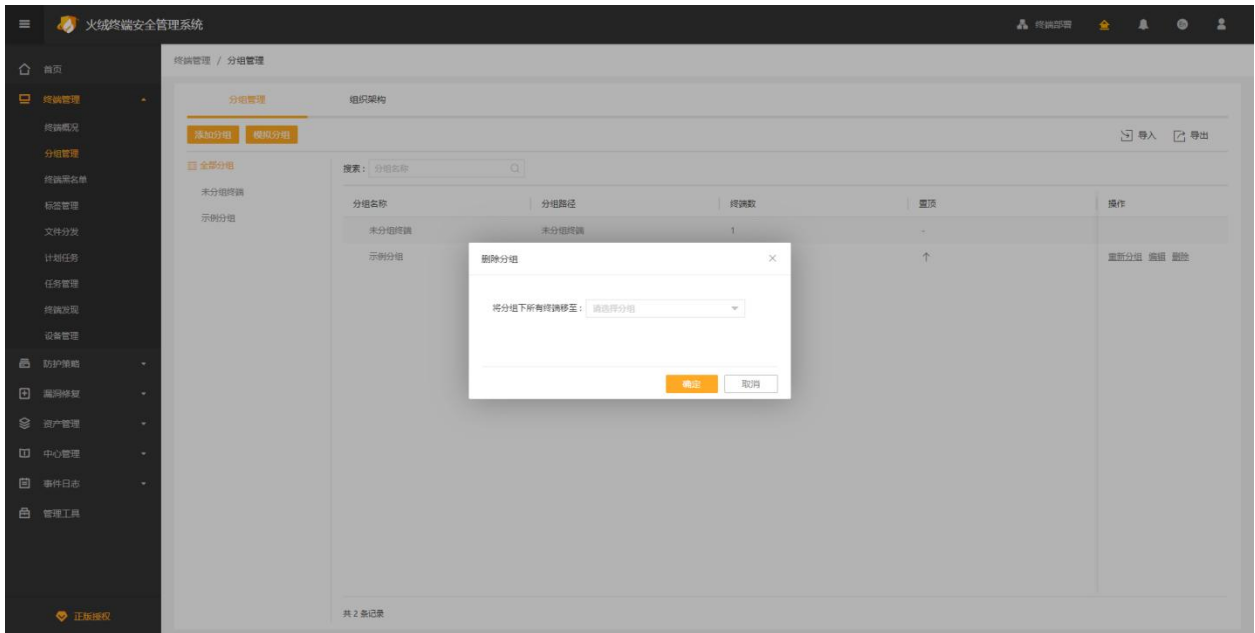 火绒终端安全管理系统
终端部署
首页
终端管理
终端概况
分组管理
终端黑名单
标签管理
文件分发
计划任务
任务管理
终端发现
设备管理
防护策略
漏洞修复
资产管理
中心管理
事件日志
管理工具
正版授权
终端管理 / 分组管理
分组管理 组织架构
添加分组 模拟分组 导入 导出
全部分组
未分组终端
示例分组
搜索： 分组名称
分组名称 分组路径 终端数 置顶 操作
未分组终端 未分组终端 1 -
示例分组 重新分组 编辑 删除
删除分组
将分组下所有终端移至： 请选择分组
确定 取消
共 2 条记录